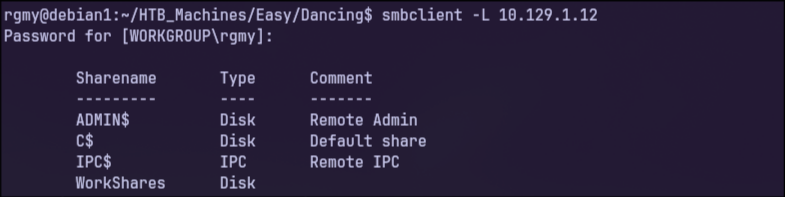 rgmy@debian1:~/HTB_Machines/Easy/Dancing$ smbclient -L 10.129.1.12
Password for [WORKGROUP\rgmy]:
Sharename Type Comment
--------- ---- -------
ADMIN$ Disk Remote Admin
C$ Disk Default share
IPC$ IPC Remote IPC
WorkShares Disk